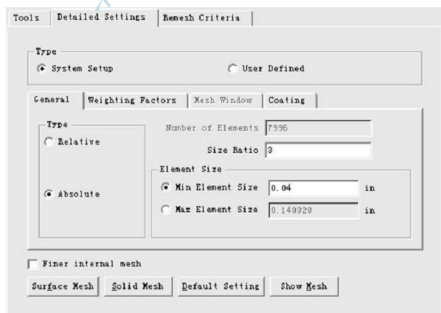 Tools Detailed Settings Remesh Criteria
Type
System Setup User Defined
General Weighting Factors Mesh Window Coating
Type
Number of Elements 7996
Relative
Size Ratio 3
Element Size
Absolute
Min Element Size 0.04 in
Max Element Size 0.140329 in
Finer internal mesh
Surface Mesh Solid Mesh Default Setting Show Mesh